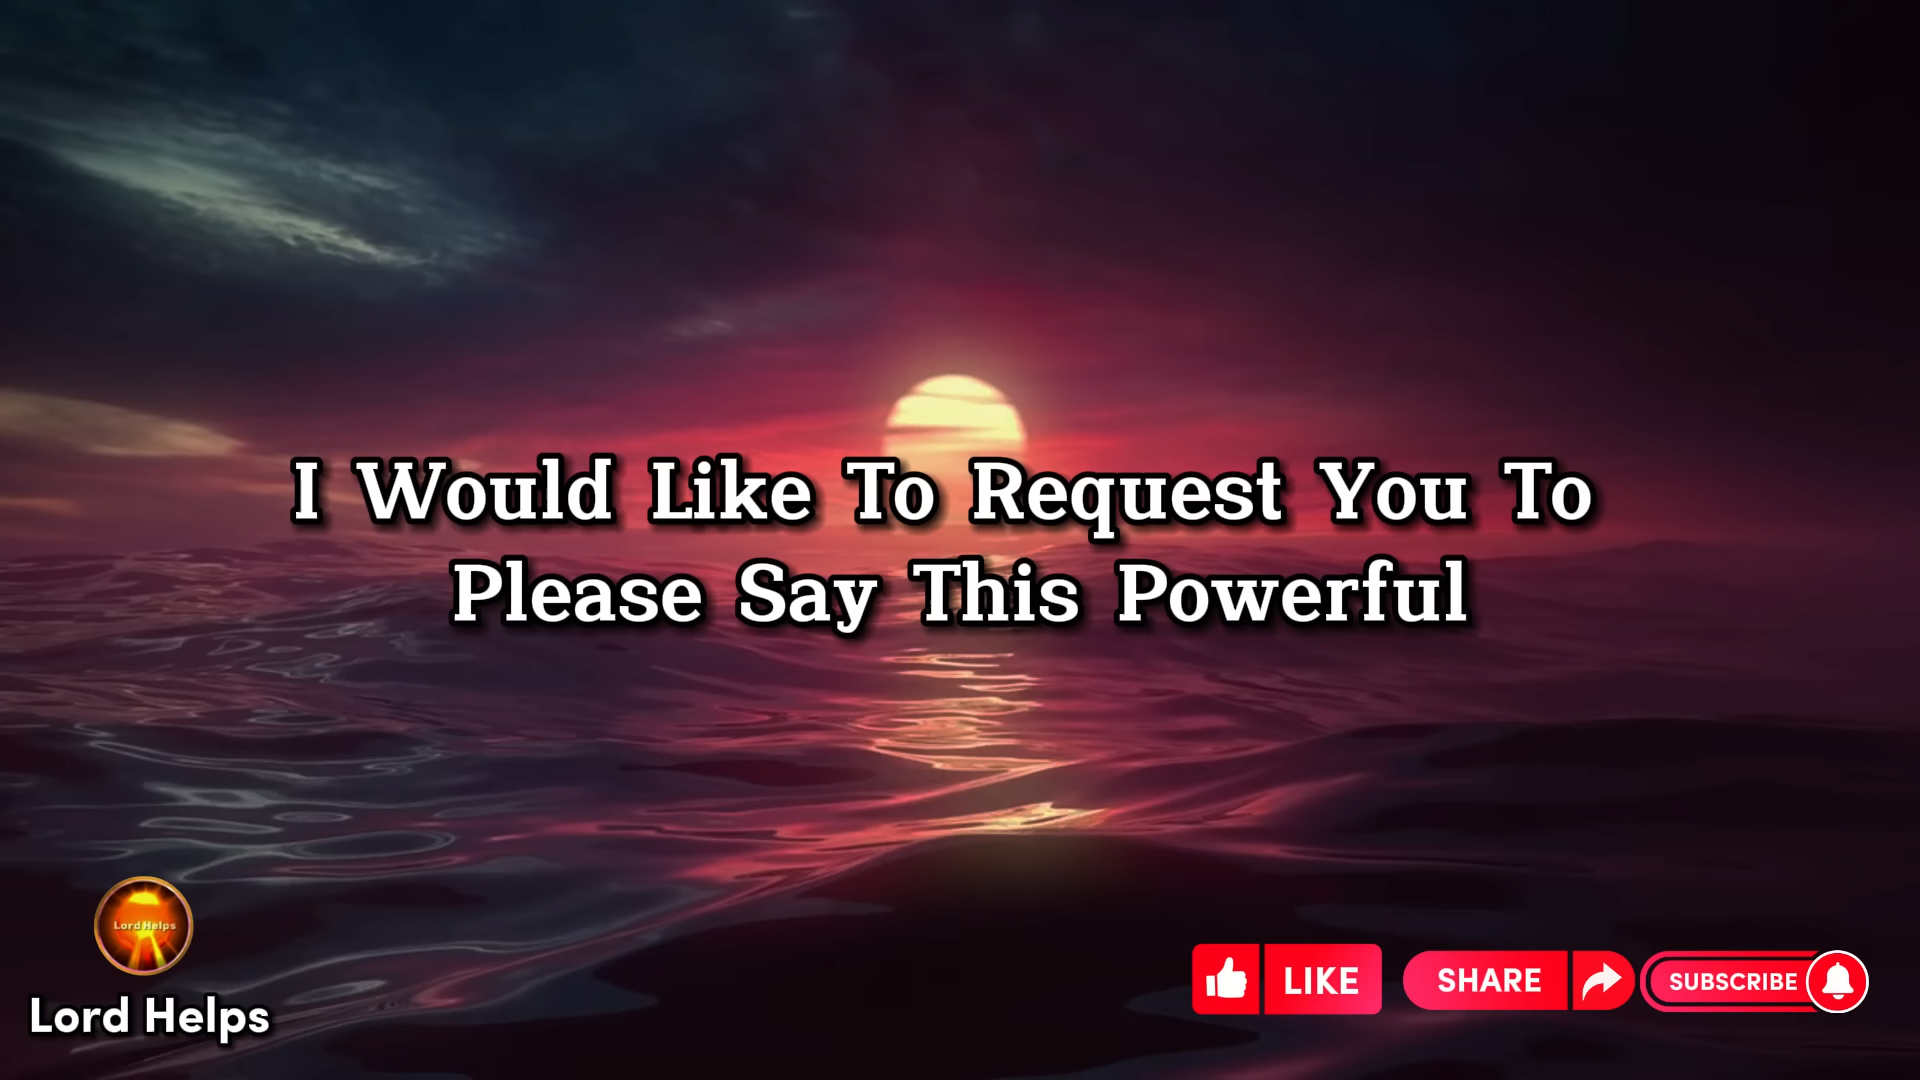 I Would Like To Request You To
Please Say This Powerful
Lord Helps
Lord Helps
LIKE
SHARE
SUBSCRIBE